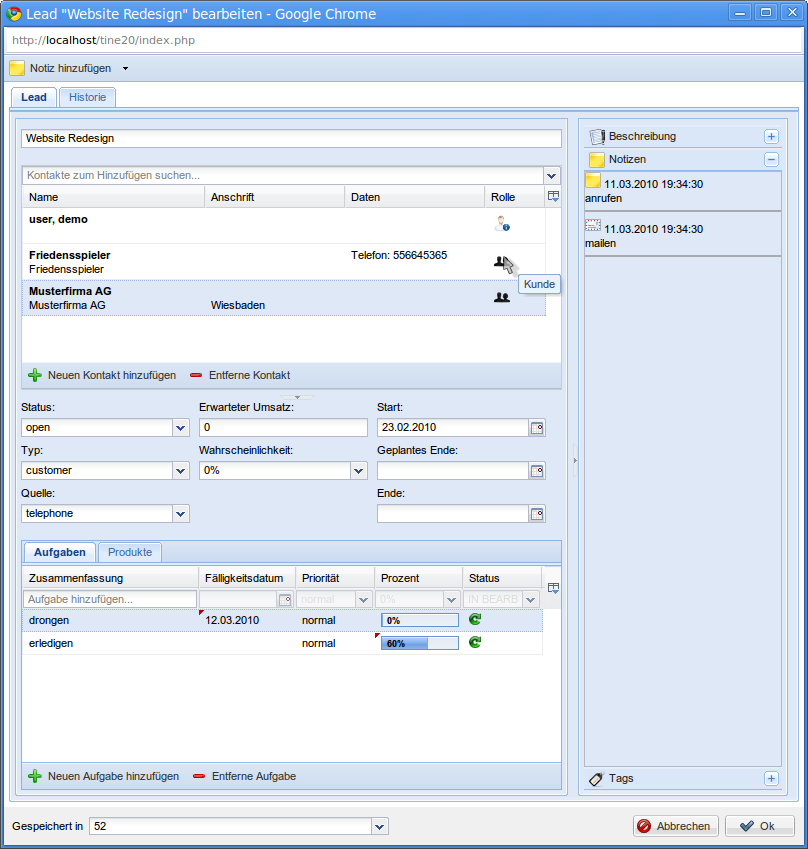 Lead "Website Redesign" bearbeiten - Google Chrome
http://localhost/tine20/index.php
Notiz hinzufügen
Lead Historie
Website Redesign
Kontakte zum Hinzufügen suchen...
Name Anschrift Daten Rolle
user, demo
Friedensspieler Telefon: 556645365
Friedensspieler
Kunde
Musterfirma AG
Musterfirma AG Wiesbaden
Neuen Kontakt hinzufügen Entferne Kontakt
Status: Erwarteter Umsatz: Start:
open 0 23.02.2010
Typ: Wahrscheinlichkeit: Geplantes Ende:
customer 0%
Quelle: Ende:
telephone
Aufgaben Produkte
Zusammenfassung Fälligkeitsdatum Priorität Prozent Status
Aufgabe hinzufügen... normal 0% IN BEARB
drongen 12.03.2010 normal 0%
erledigen normal 60%
Neuen Aufgabe hinzufügen Entferne Aufgabe
Beschreibung
Notizen
11.03.2010 19:34:30
anrufen
11.03.2010 19:34:30
mailen
Tags
Gespeichert in 52 Abbrechen Ok